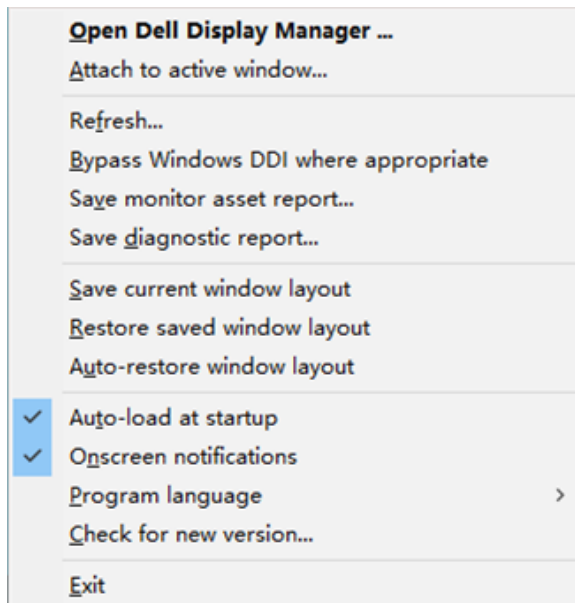 Open Dell Display Manager ...
Attach to active window...
Refresh...
Bypass Windows DDI where appropriate
Save monitor asset report...
Save diagnostic report...
Save current window layout
Restore saved window layout
Auto-restore window layout
Auto-load at startup
Onscreen notifications
Program language
Check for new version...
Exit